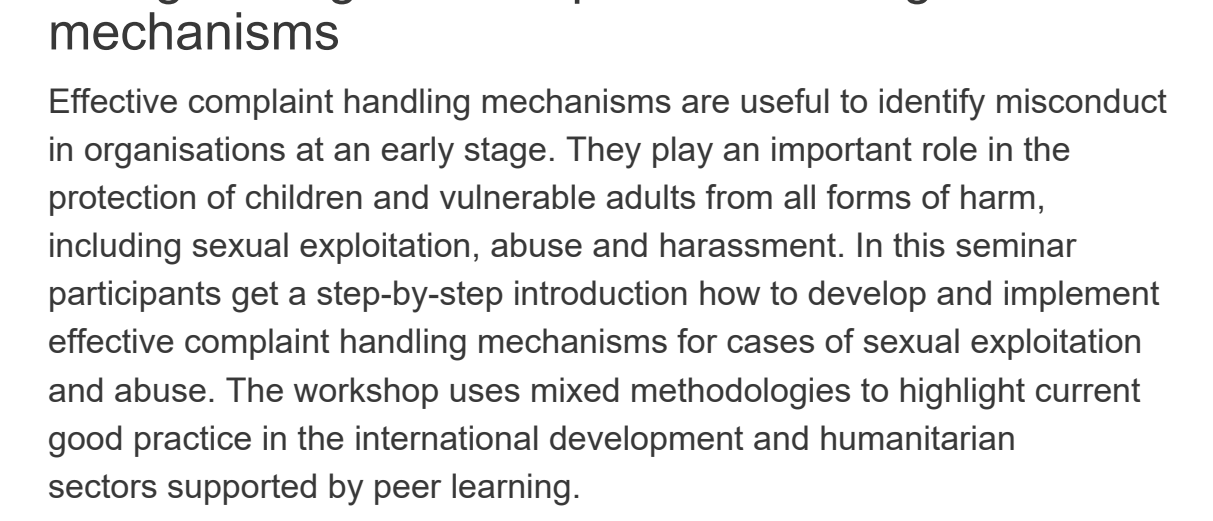 mechanisms
Effective complaint handling mechanisms are useful to identify misconduct
in organisations at an early stage. They play an important role in the
protection of children and vulnerable adults from all forms of harm,
including sexual exploitation, abuse and harassment. In this seminar
participants get a step-by-step introduction how to develop and implement
effective complaint handling mechanisms for cases of sexual exploitation
and abuse. The workshop uses mixed methodologies to highlight current
good practice in the international development and humanitarian
sectors supported by peer learning.